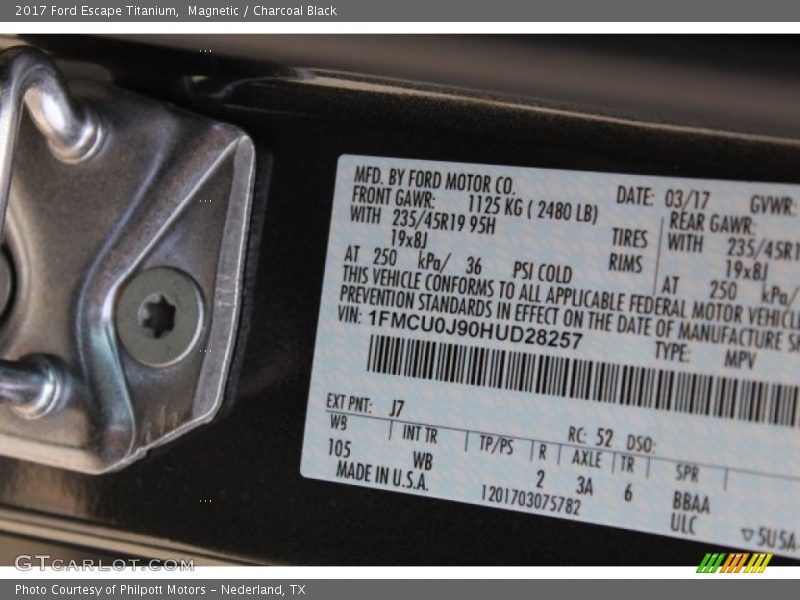 2017 Ford Escape Titanium, Magnetic / Charcoal Black
MFD. BY FORD MOTOR CO. DATE: 03/17 GVWR:
FRONT GAWR: 1125 KG ( 2480 LB) REAR GAWR:
WITH 235/45R19 95H TIRES WITH 235/45R1
19x8J RIMS 19x8J
AT 250 kPa/ 36 PSI COLD AT 250 kPa/
THIS VEHICLE CONFORMS TO ALL APPLICABLE FEDERAL MOTOR VEHICLE
PREVENTION STANDARDS IN EFFECT ON THE DATE OF MANUFACTURE
VIN: 1FMCU0J90HUD28257
TYPE: MPV
EXT PNT: J7 RC: 52 DSO:
WB INT TR TP/PS R AXLE TR SPR
105 WB 2 3A 6 BBAA
MADE IN U.S.A. 1201703075782 ULC
GTCARLOT.COM
Photo Courtesy of Philpott Motors - Nederland, TX